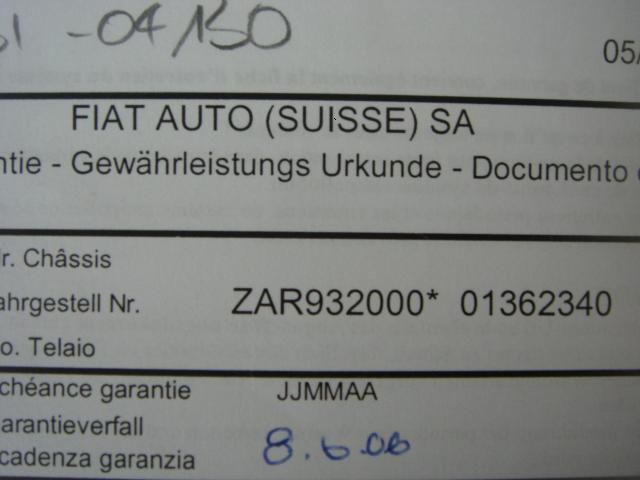 -04/150
05/
FIAT AUTO (SUISSE) SA
ntie - Gewährleistungs Urkunde - Documento
r. Châssis
ahrgestell Nr. ZAR932000* 01362340
o. Telaio
chéance garantie JJMMAA
arantieverfall
cadenza garanzia 8.6.06